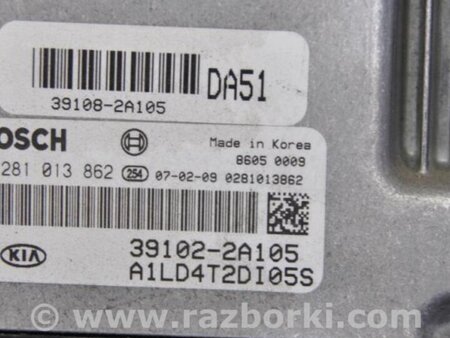 DA51
39108-2A105
OSCH
Made in Korea
8605 0009
281 013 862 254 07-02-09 0281013862
KIA
39102-2A105
A1LD4T2DI05S
www.razborki.com